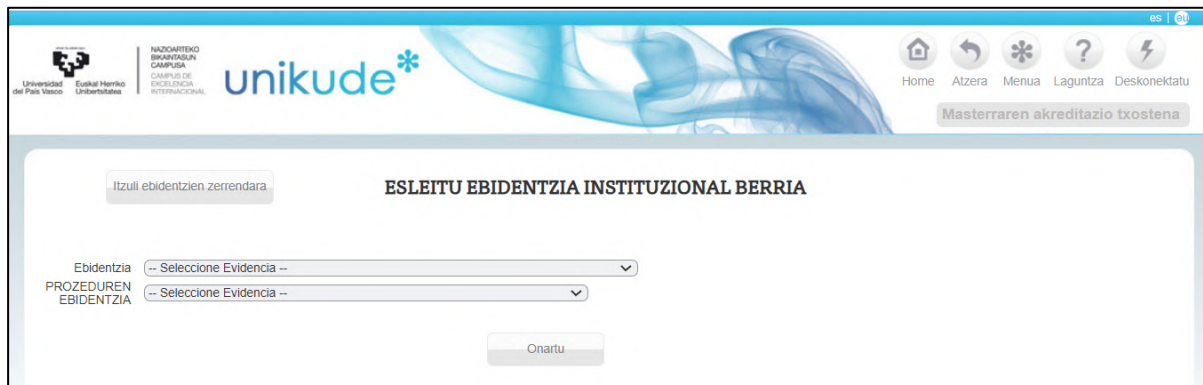 es | eu
Universidad del País Vasco
Euskal Herriko Unibertsitatea
NAZIOARTEKO
BIKAINTASUN
CAMPUSA
CAMPUS DE
EXCELENCIA
INTERNACIONAL
unikude*
Home Atzera Menua Laguntza Deskonektatu
Masterraren akreditazio txostena
Itzuli ebidentzien zerrendara
ESLEITU EBIDENTZIA INSTITUZIONAL BERRIA
Ebidentzia -- Seleccione Evidencia --
PROZEDUREN
EBIDENTZIA -- Seleccione Evidencia --
Onartu